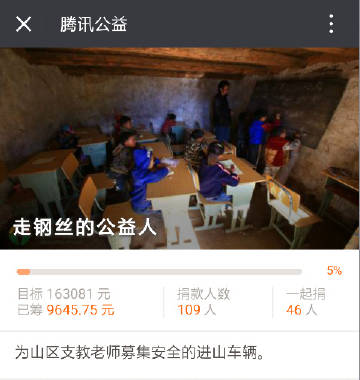 腾讯公益
走钢丝的公益人
5%
目标 163081 元
已筹 9645.75 元
捐款人数
109 人
一起捐
46 人
为山区支教老师募集安全的进山车辆。